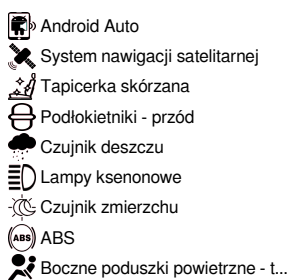 Android Auto
System nawigacji satelitarnej
Tapicerka skórzana
Podłokietniki - przód
Czujnik deszczu
Lampy ksenonowe
Czujnik zmierzchu
(ABS) ABS
Boczne poduszki powietrzne - t...